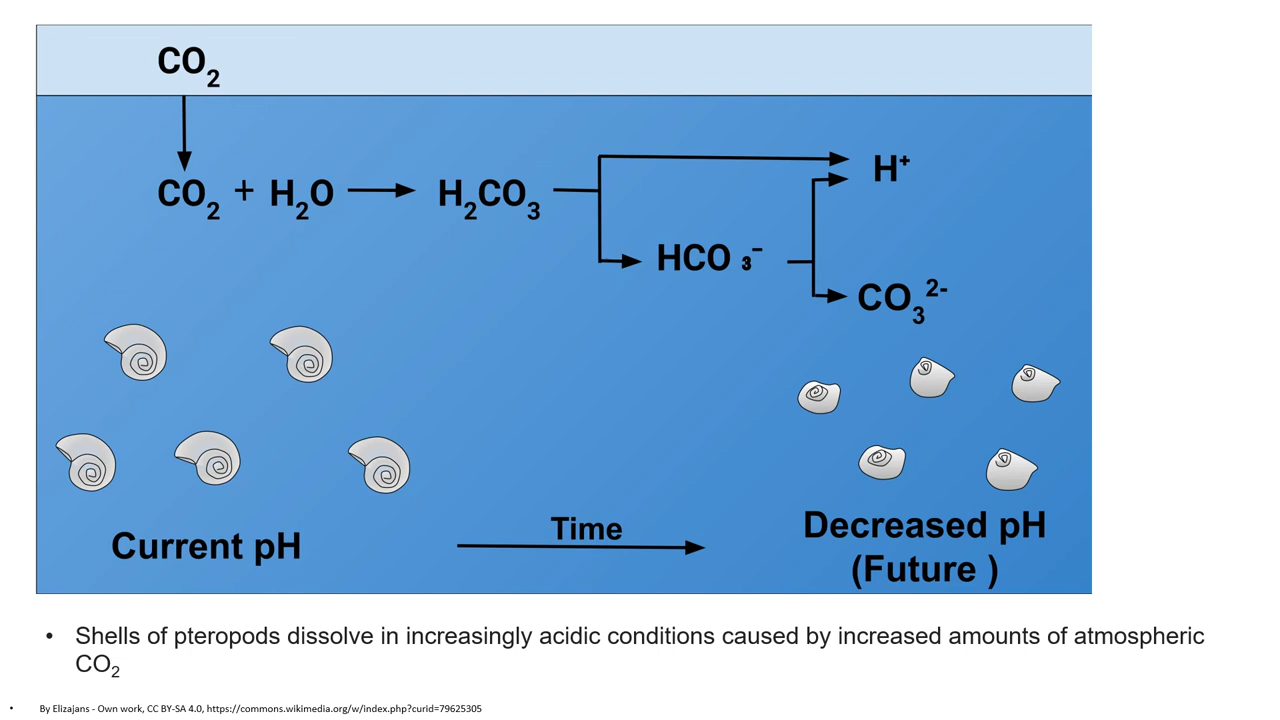 CO₂
CO₂ + H₂O → H₂CO₃
H⁺
HCO₃⁻
CO₃²⁻
Current pH
Time
Decreased pH
(Future )
• Shells of pteropods dissolve in increasingly acidic conditions caused by increased amounts of atmospheric
CO₂
• By Elizajans - Own work, CC BY-SA 4.0, https://commons.wikimedia.org/w/index.php?curid=79625305